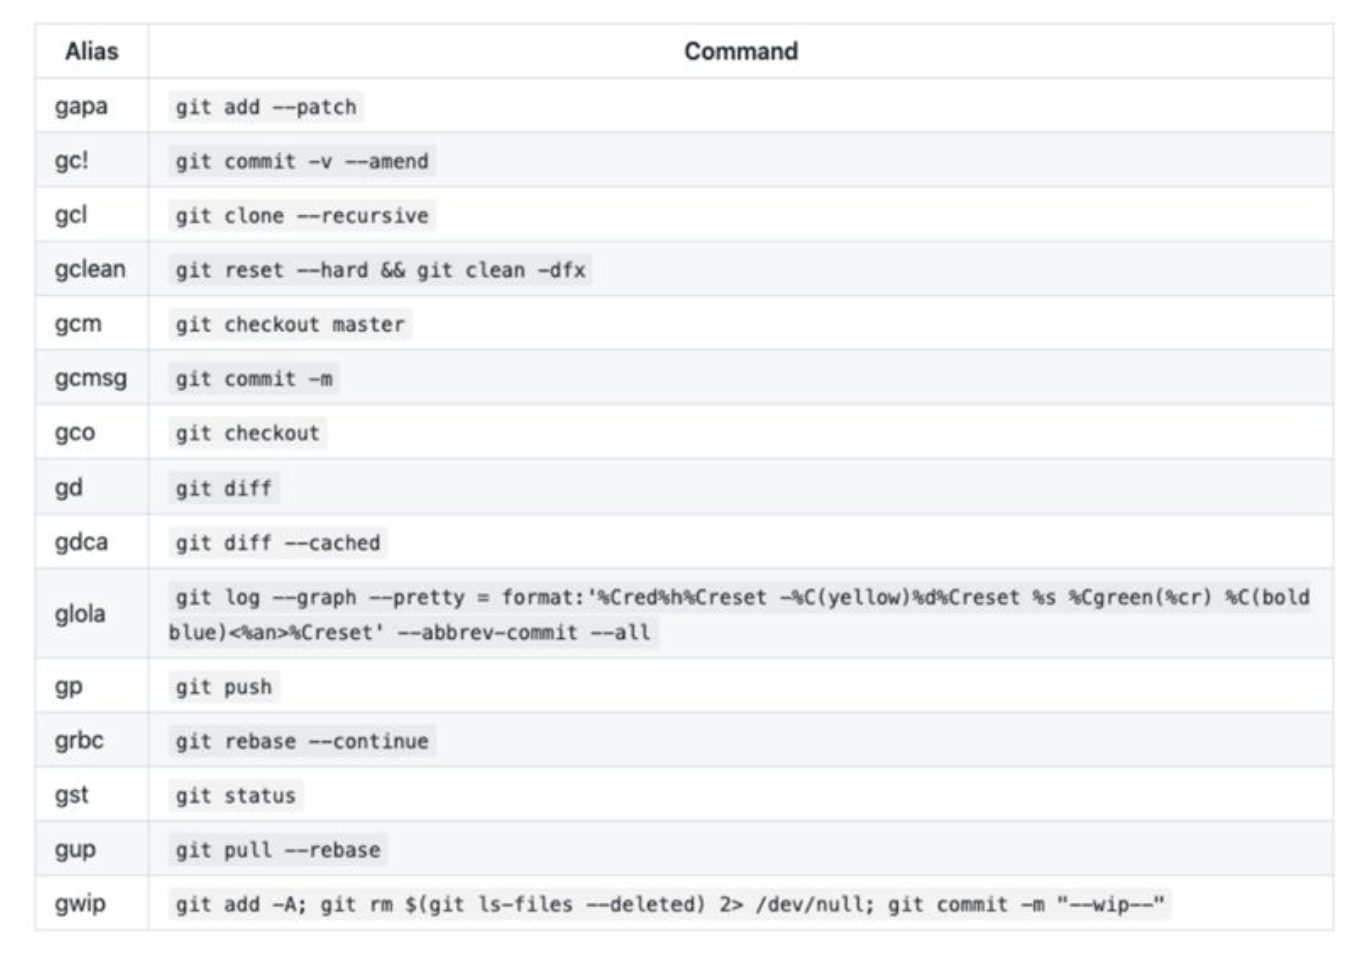 Alias Command
gapa git add --patch
gc! git commit -v --amend
gcl git clone --recursive
gclean git reset --hard && git clean -dfx
gcm git checkout master
gcmsg git commit -m
gco git checkout
gd git diff
gdca git diff --cached
glola git log --graph --pretty = format:'%Cred%h%Creset -%C(yellow)%d%Creset %s %Cgreen(%cr) %C(bold
blue)<%an>%Creset' --abbrev-commit --all
gp git push
grbc git rebase --continue
gst git status
gup git pull --rebase
gwip git add -A; git rm $(git ls-files --deleted) 2> /dev/null; git commit -m "--wip--"